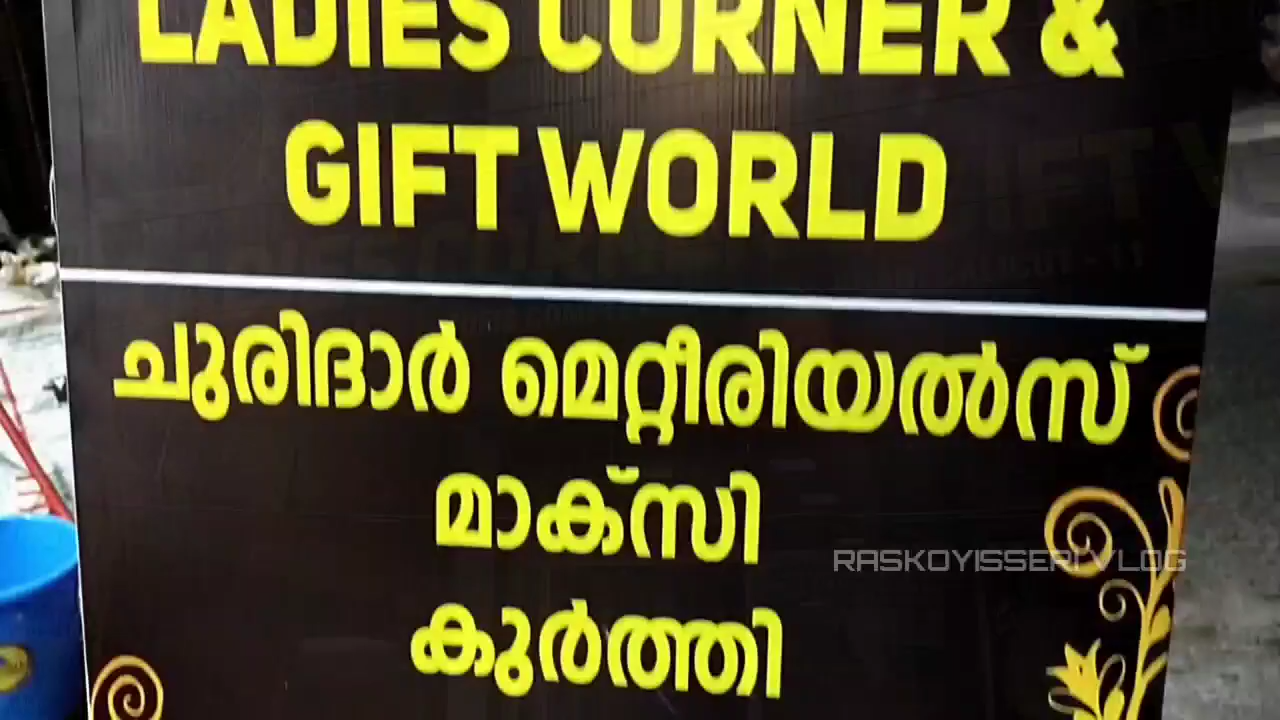 LADIES CORNER &
GIFT WORLD
ചുരിദാർ മെറ്റീരിയൽസ്
മാക്സി
കുർത്തി
RASKOYISSERI VLOG